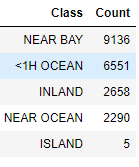 Class Count
NEAR BAY 9136
<1H OCEAN 6551
INLAND 2658
NEAR OCEAN 2290
ISLAND 5